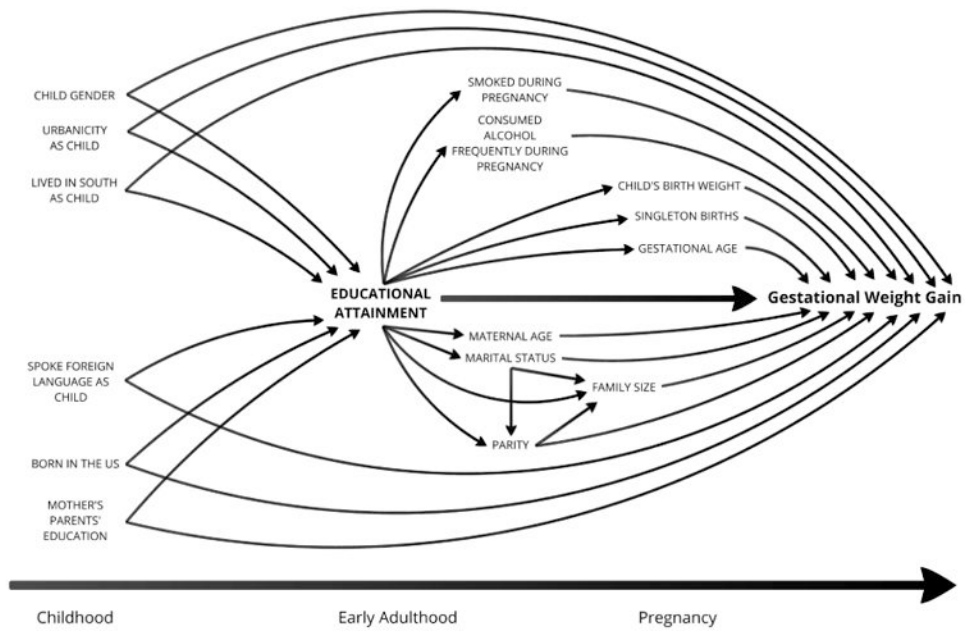 CHILD GENDER
URBANICITY
AS CHILD
LIVED IN SOUTH
AS CHILD
SMOKED DURING
PREGNANCY
CONSUMED
ALCOHOL
FREQUENTLY DURING
PREGNANCY
CHILD'S BIRTH WEIGHT
SINGLETON BIRTHS
GESTATIONAL AGE
EDUCATIONAL
ATTAINMENT
Gestational Weight Gain
MATERNAL AGE
MARITAL STATUS
FAMILY SIZE
PARITY
SPOKE FOREIGN
LANGUAGE AS
CHILD
BORN IN THE US
MOTHER'S
PARENTS'
EDUCATION
Childhood
Early Adulthood
Pregnancy